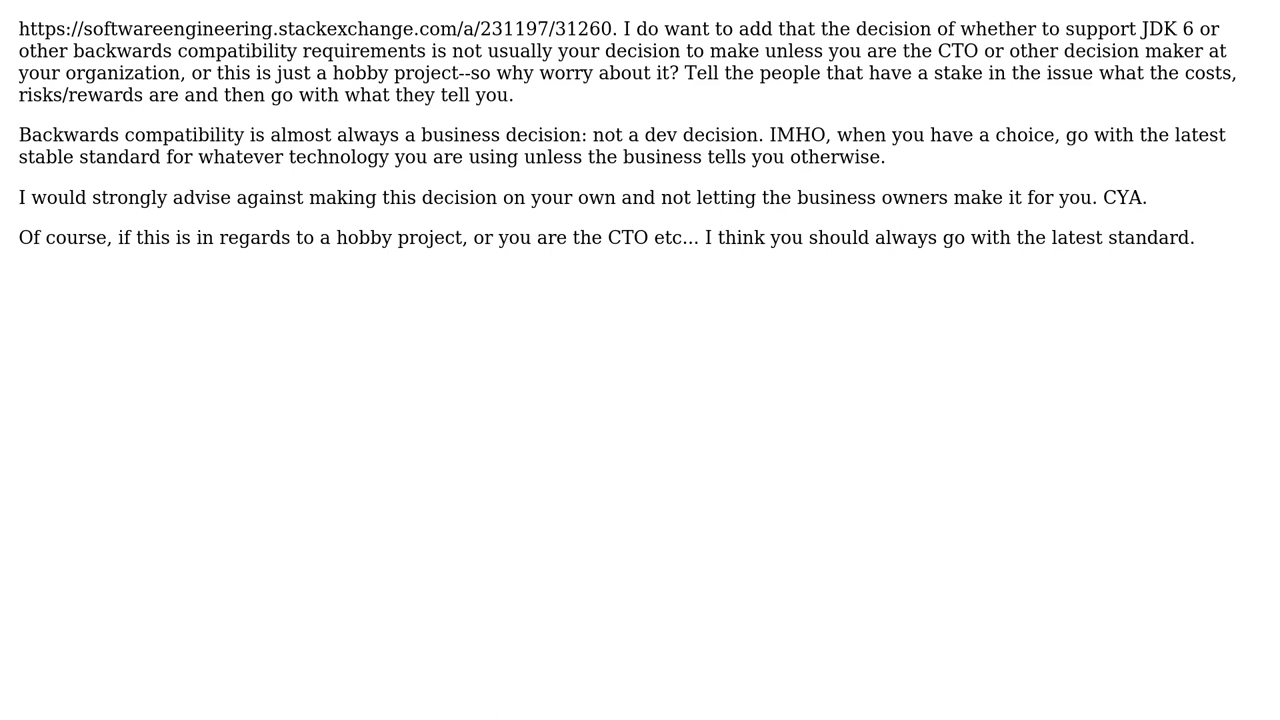 https://softwareengineering.stackexchange.com/a/231197/31260. I do want to add that the decision of whether to support JDK 6 or
other backwards compatibility requirements is not usually your decision to make unless you are the CTO or other decision maker at
your organization, or this is just a hobby project--so why worry about it? Tell the people that have a stake in the issue what the costs,
risks/rewards are and then go with what they tell you.
Backwards compatibility is almost always a business decision: not a dev decision. IMHO, when you have a choice, go with the latest
stable standard for whatever technology you are using unless the business tells you otherwise.
I would strongly advise against making this decision on your own and not letting the business owners make it for you. CYA.
Of course, if this is in regards to a hobby project, or you are the CTO etc... I think you should always go with the latest standard.